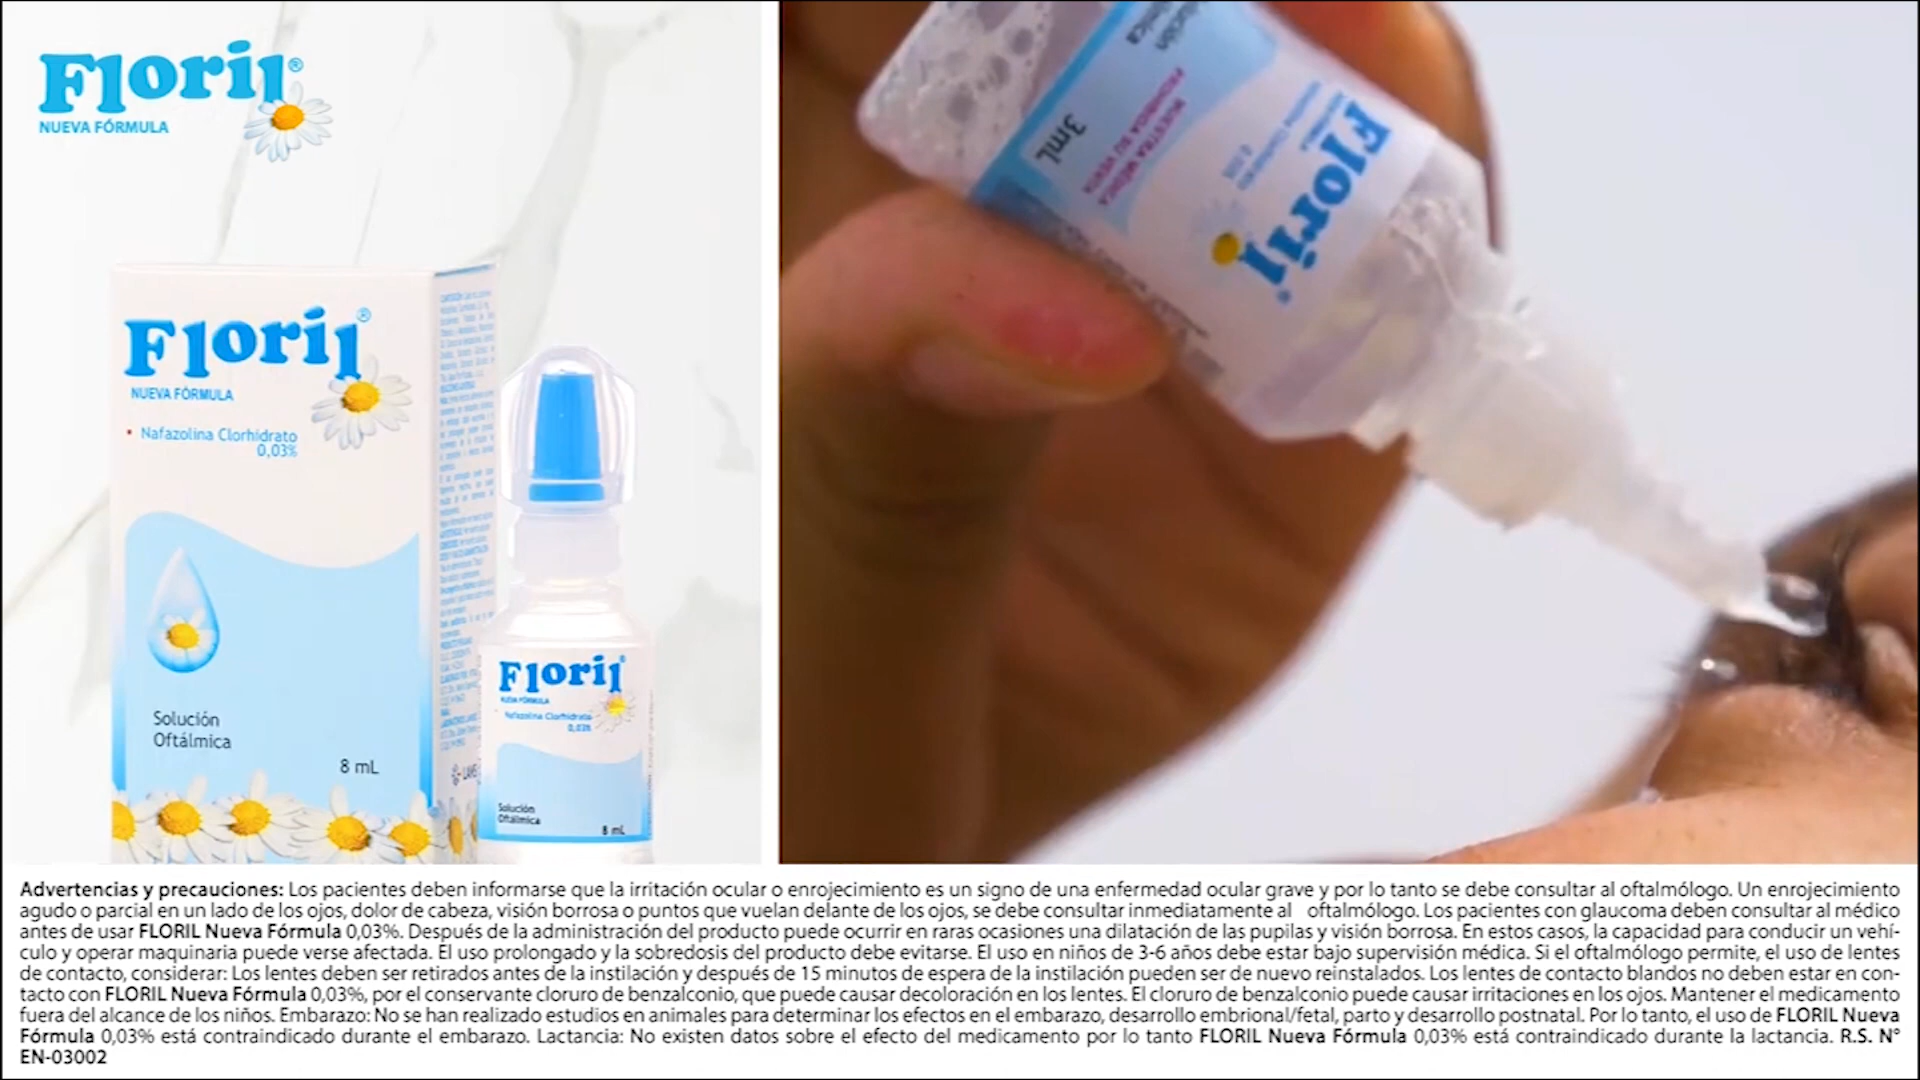 Floril®
NUEVA FÓRMULA
Floril®
NUEVA FÓRMULA
• Nafazolina Clorhidrato
0,03%
Solución
Oftálmica
8 mL
Floril®
NUEVA FÓRMULA
Nafazolina Clorhidrato
0,03%
Solución
Oftálmica
8 mL
Floril®
MUESTRA MÉDICA
PROHIBIDA SU VENTA
3mL
Advertencias y precauciones: Los pacientes deben informarse que la irritación ocular o enrojecimiento es un signo de una enfermedad ocular grave y por lo tanto se debe consultar al oftalmólogo. Un enrojecimiento
agudo o parcial en un lado de los ojos, dolor de cabeza, visión borrosa o puntos que vuelan delante de los ojos, se debe consultar inmediatamente al oftalmólogo. Los pacientes con glaucoma deben consultar al médico
antes de usar FLORIL Nueva Fórmula 0,03%. Después de la administración del producto puede ocurrir en raras ocasiones una dilatación de las pupilas y visión borrosa. En estos casos, la capacidad para conducir un vehí-
culo y operar maquinaria puede verse afectada. El uso prolongado y la sobredosis del producto debe evitarse. El uso en niños de 3-6 años debe estar bajo supervisión médica. Si el oftalmólogo permite, el uso de lentes
de contacto, considerar: Los lentes deben ser retirados antes de la instilación y después de 15 minutos de espera de la instilación pueden ser de nuevo reinstalados. Los lentes de contacto blandos no deben estar en con-
tacto con FLORIL Nueva Fórmula 0,03%, por el conservante cloruro de benzalconio, que puede causar decoloración en los lentes. El cloruro de benzalconio puede causar irritaciones en los ojos. Mantener el medicamento
fuera del alcance de los niños. Embarazo: No se han realizado estudios en animales para determinar los efectos en el embarazo, desarrollo embrional/fetal, parto y desarrollo postnatal. Por lo tanto, el uso de FLORIL Nueva
Fórmula 0,03% está contraindicado durante el embarazo. Lactancia: No existen datos sobre el efecto del medicamento por lo tanto FLORIL Nueva Fórmula 0,03% está contraindicado durante la lactancia. R.S. N°
EN-03002